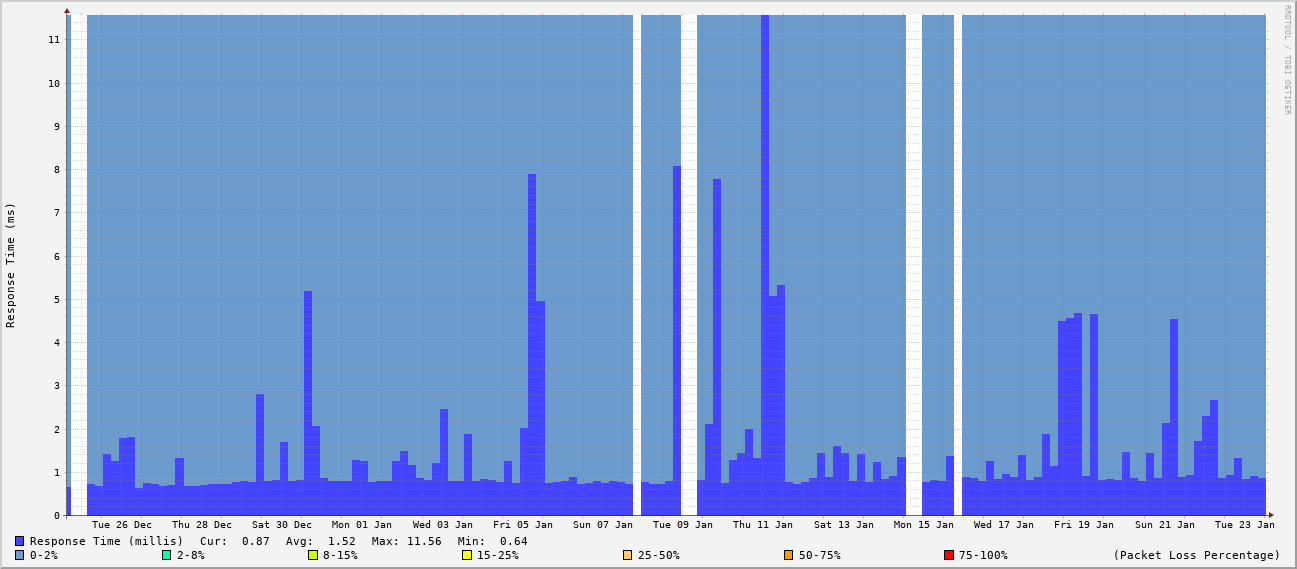 RRDTOOL / TOBI OETIKER
Response Time (ms)
11
10
9
8
7
6
5
4
3
2
1
0
Tue 26 Dec Thu 28 Dec Sat 30 Dec Mon 01 Jan Wed 03 Jan Fri 05 Jan Sun 07 Jan Tue 09 Jan Thu 11 Jan Sat 13 Jan Mon 15 Jan Wed 17 Jan Fri 19 Jan Sun 21 Jan Tue 23 Jan
Response Time (millis) Cur: 0.87 Avg: 1.52 Max: 11.56 Min: 0.64
0-2% 2-8% 8-15% 15-25% 25-50% 50-75% 75-100% (Packet Loss Percentage)